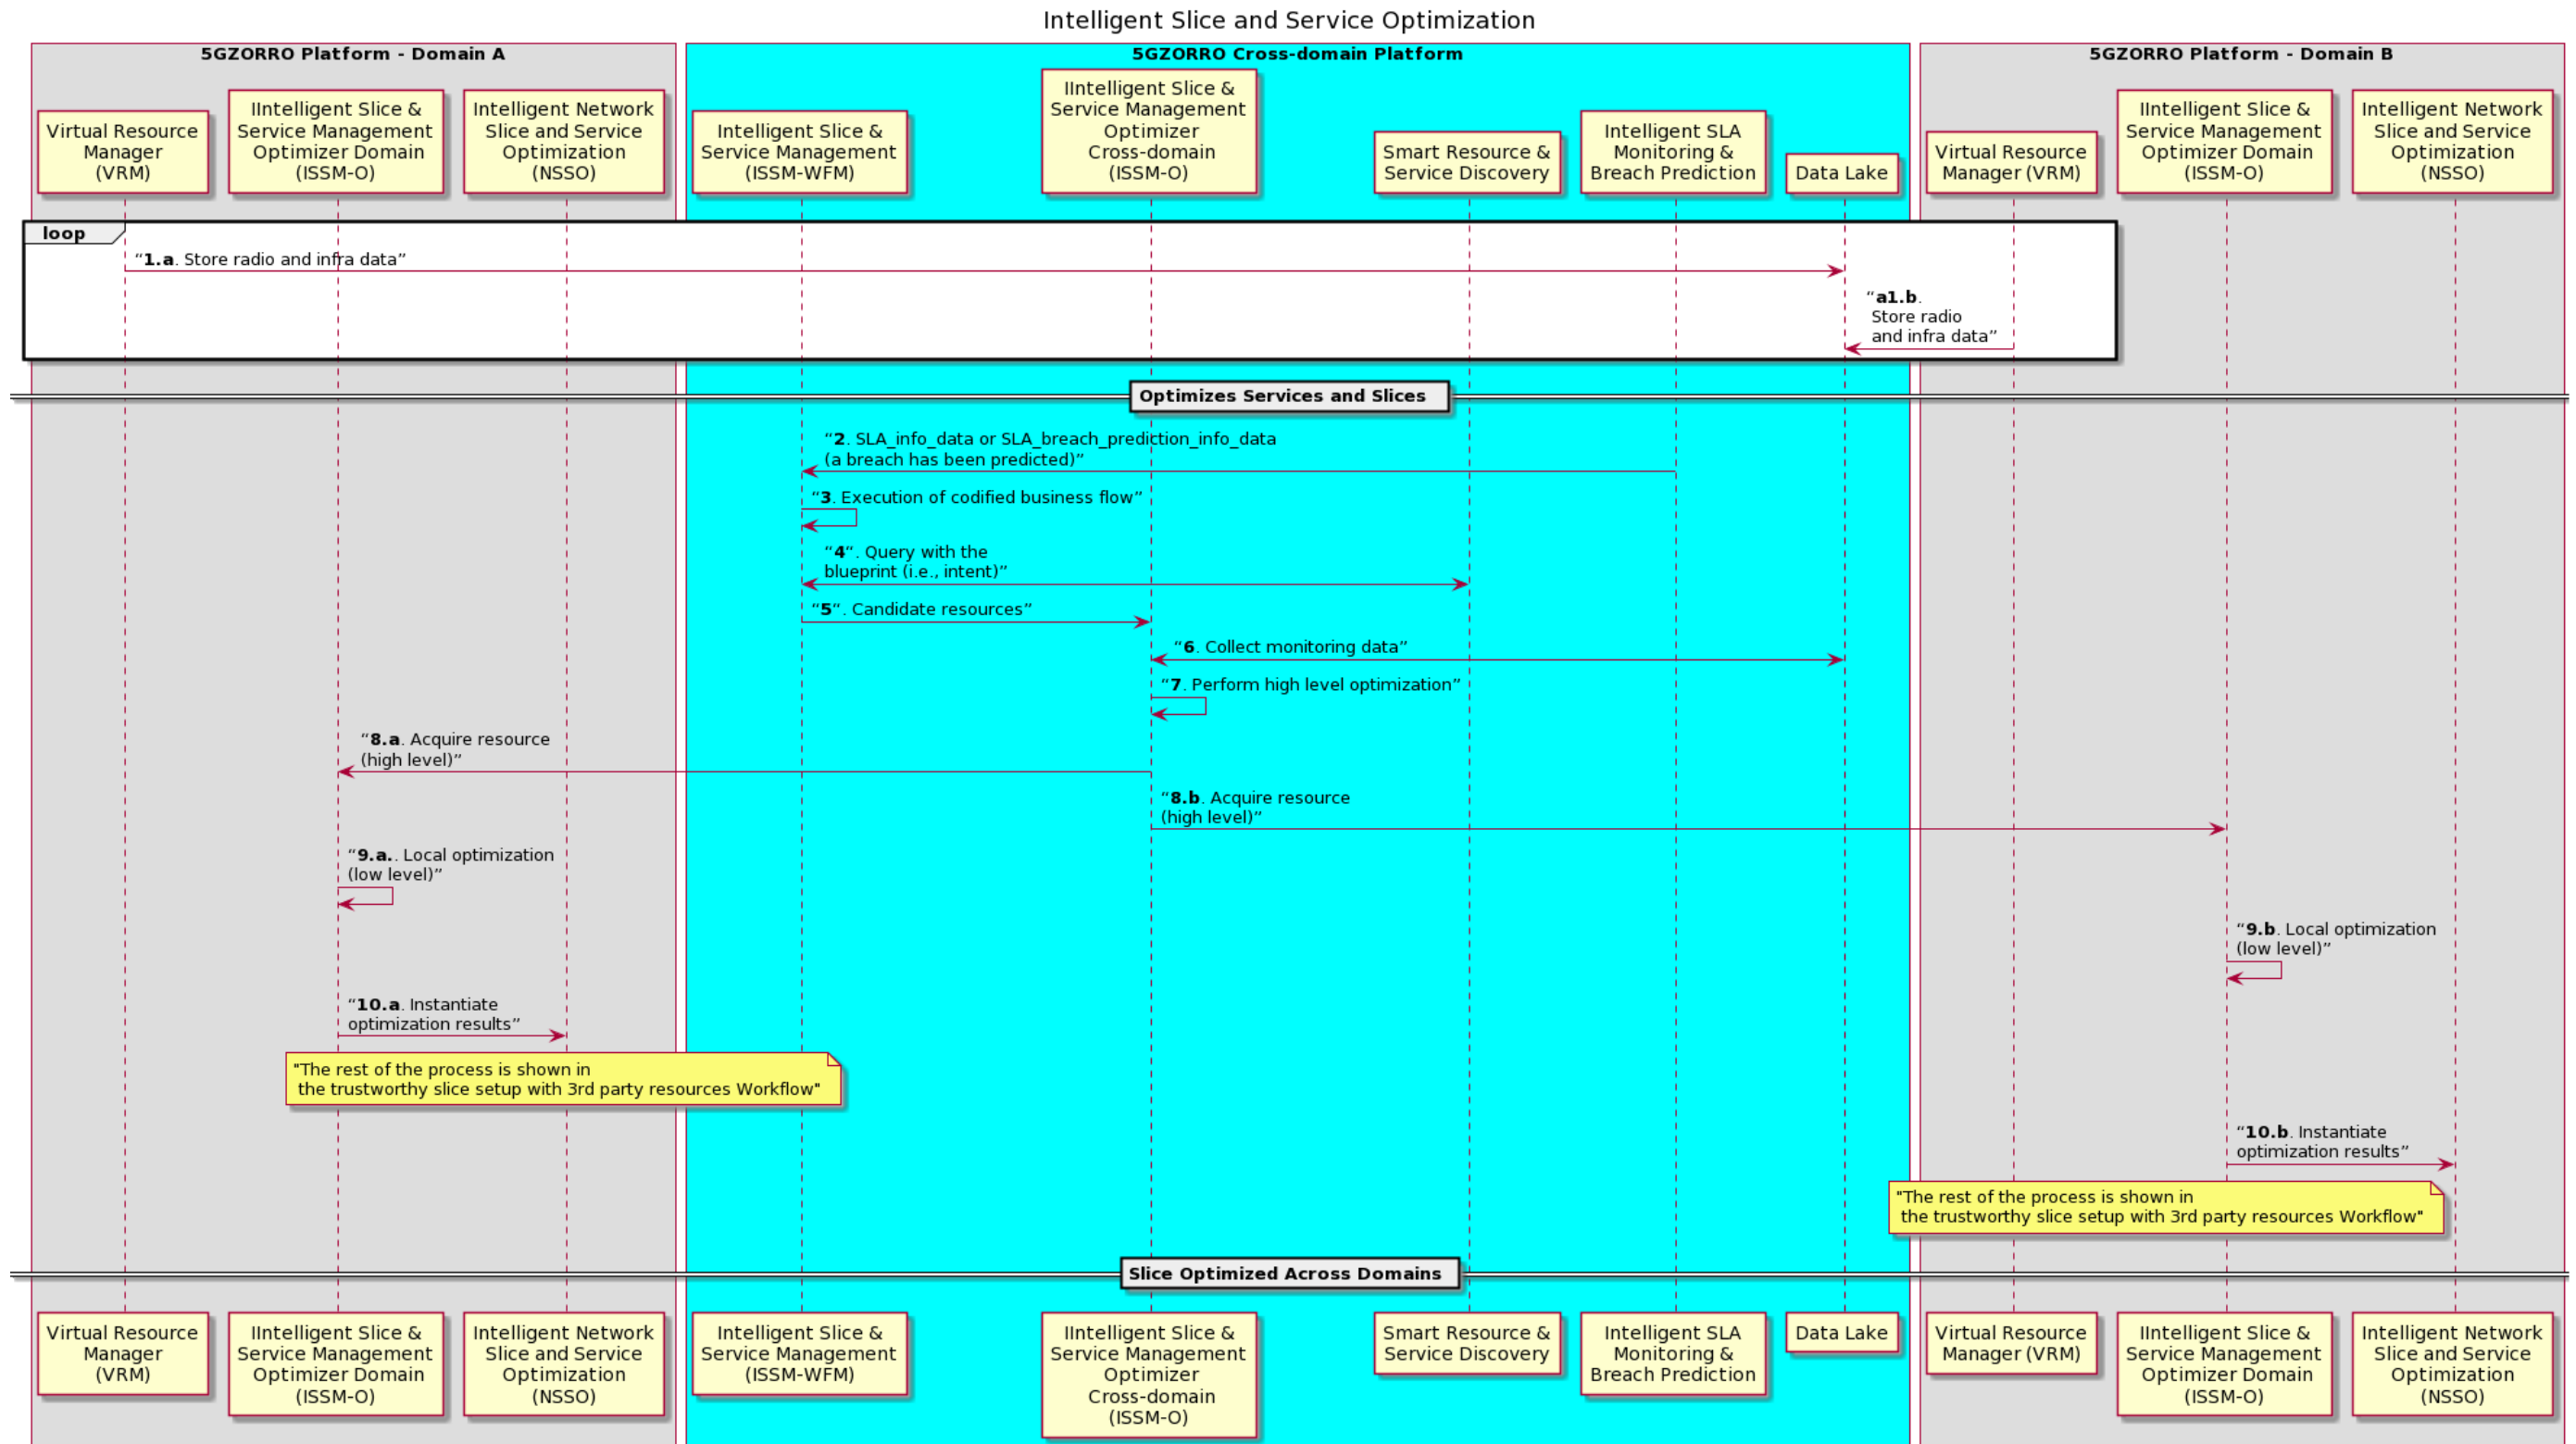 Intelligent Slice and Service Optimization
5GZORRO Platform - Domain A
5GZORRO Cross-domain Platform
5GZORRO Platform - Domain B
Virtual Resource
Manager
(VRM)
IIntelligent Slice &
Service Management
Optimizer Domain
(ISSM-O)
Intelligent Network
Slice and Service
Optimization
(NSSO)
Intelligent Slice &
Service Management
(ISSM-WFM)
IIntelligent Slice &
Service Management
Optimizer
Cross-domain
(ISSM-O)
Smart Resource &
Service Discovery
Intelligent SLA
Monitoring &
Breach Prediction
Data Lake
Virtual Resource
Manager (VRM)
IIntelligent Slice &
Service Management
Optimizer Domain
(ISSM-O)
Intelligent Network
Slice and Service
Optimization
(NSSO)
loop
“1.a. Store radio and infra data”
“a1.b.
Store radio
and infra data”
Optimizes Services and Slices
“2. SLA_info_data or SLA_breach_prediction_info_data
(a breach has been predicted)”
“3. Execution of codified business flow”
“4“. Query with the
blueprint (i.e., intent)”
“5“. Candidate resources”
“6. Collect monitoring data”
“7. Perform high level optimization”
“8.a. Acquire resource
(high level)”
“8.b. Acquire resource
(high level)”
“9.a.. Local optimization
(low level)”
“9.b. Local optimization
(low level)”
“10.a. Instantiate
optimization results”
"The rest of the process is shown in
the trustworthy slice setup with 3rd party resources Workflow"
“10.b. Instantiate
optimization results”
"The rest of the process is shown in
the trustworthy slice setup with 3rd party resources Workflow"
Slice Optimized Across Domains
Virtual Resource
Manager
(VRM)
IIntelligent Slice &
Service Management
Optimizer Domain
(ISSM-O)
Intelligent Network
Slice and Service
Optimization
(NSSO)
Intelligent Slice &
Service Management
(ISSM-WFM)
IIntelligent Slice &
Service Management
Optimizer
Cross-domain
(ISSM-O)
Smart Resource &
Service Discovery
Intelligent SLA
Monitoring &
Breach Prediction
Data Lake
Virtual Resource
Manager (VRM)
IIntelligent Slice &
Service Management
Optimizer Domain
(ISSM-O)
Intelligent Network
Slice and Service
Optimization
(NSSO)